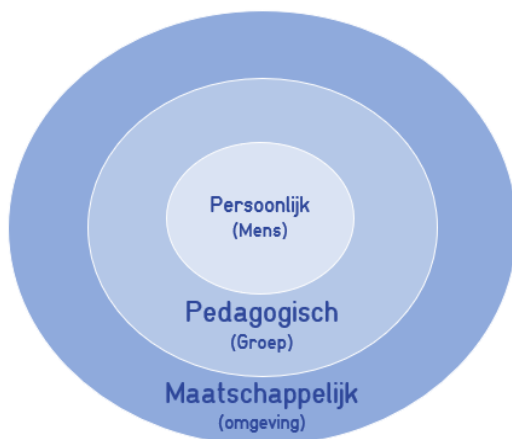 Persoonlijk
(Mens)
Pedagogisch
(Groep)
Maatschappelijk
(omgeving)